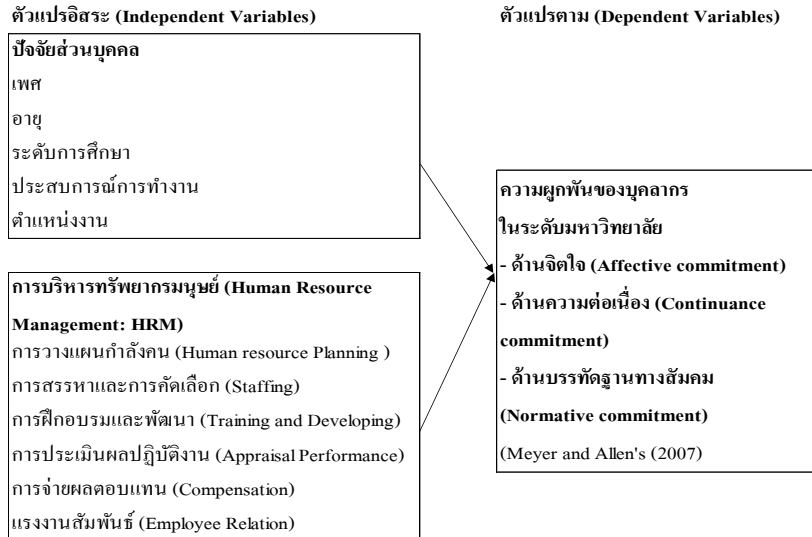 ตัวแปรอิสระ (Independent Variables)
ปัจจัยส่วนบุคคล
เพศ
อายุ
ระดับการศึกษา
ประสบการณ์การทำงาน
ตำแหน่งงาน
การบริหารทรัพยากรมนุษย์ (Human Resource
Management: HRM)
การวางแผนกำลังคน (Human resource Planning )
การสรรหาและการคัดเลือก (Staffing)
การฝึกอบรมและพัฒนา (Training and Developing)
การประเมินผลปฏิบัติงาน (Appraisal Performance)
การจ่ายผลตอบแทน (Compensation)
แรงงานสัมพันธ์ (Employee Relation)
ตัวแปรตาม (Dependent Variables)
ความผูกพันของบุคลากร
ในระดับมหาวิทยาลัย
- ด้านจิตใจ (Affective commitment)
- ด้านความต่อเนื่อง (Continuance
commitment)
- ด้านบรรทัดฐานทางสัมคม
(Normative commitment)
(Meyer and Allen's (2007)